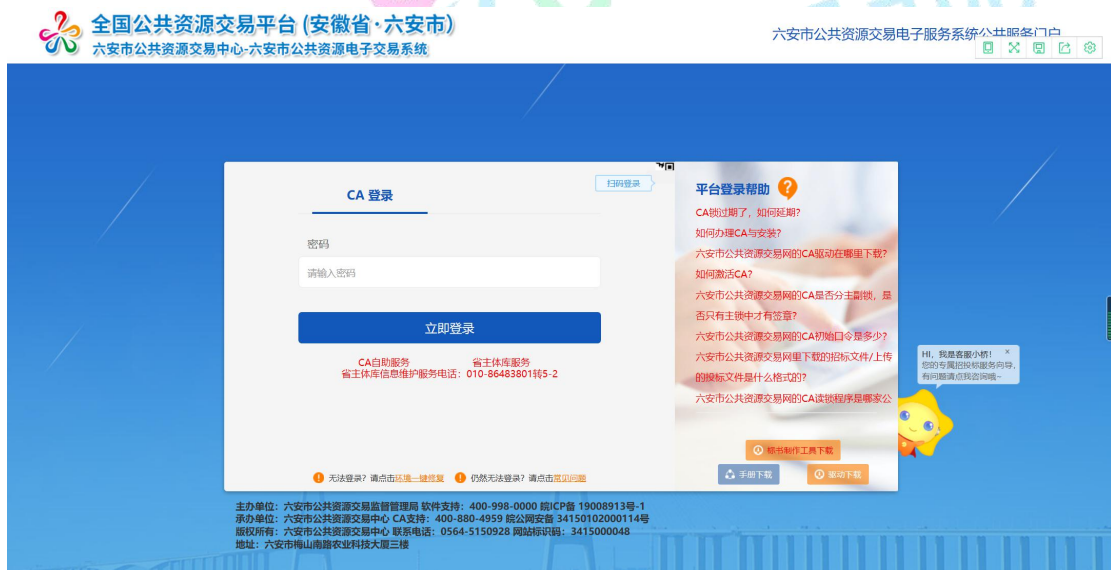 全国公共资源交易平台 (安徽省·六安市)
六安市公共资源交易中心-六安市公共资源电子交易系统
六安市公共资源交易电子服务系统公共服务门户
CA 登录
扫码登录
密码
请输入密码
立即登录
CA自助服务
省主体库服务
省主体库信息维护服务电话：010-86483801转5-2
无法登录？请点击环境一键修复
仍然无法登录？请点击常见问题
平台登录帮助
CA锁过期了，如何延期?
如何办理CA与安装?
六安市公共资源交易网的CA驱动在哪里下载?
如何激活CA?
六安市公共资源交易网的CA是否分主副锁，是
否只有主锁中才有签章?
六安市公共资源交易网的CA初始口令是多少?
六安市公共资源交易网里下载的招标文件/上传
的投标文件是什么格式的?
六安市公共资源交易网的CA读锁程序是哪家公
标书制作工具下载
手册下载
驱动下载
HI，我是客服小桥！
您的专属招投标服务向导，
有问题请点我咨询哦~
主办单位：六安市公共资源交易监督管理局 软件支持：400-998-0000 皖ICP备 19008913号-1
承办单位：六安市公共资源交易中心 CA支持：400-880-4959 皖公网安备 34150102000114号
版权所有：六安市公共资源交易中心 联系电话：0564-5150928 网站标识码：3415000048
地址：六安市梅山南路农业科技大厦三楼